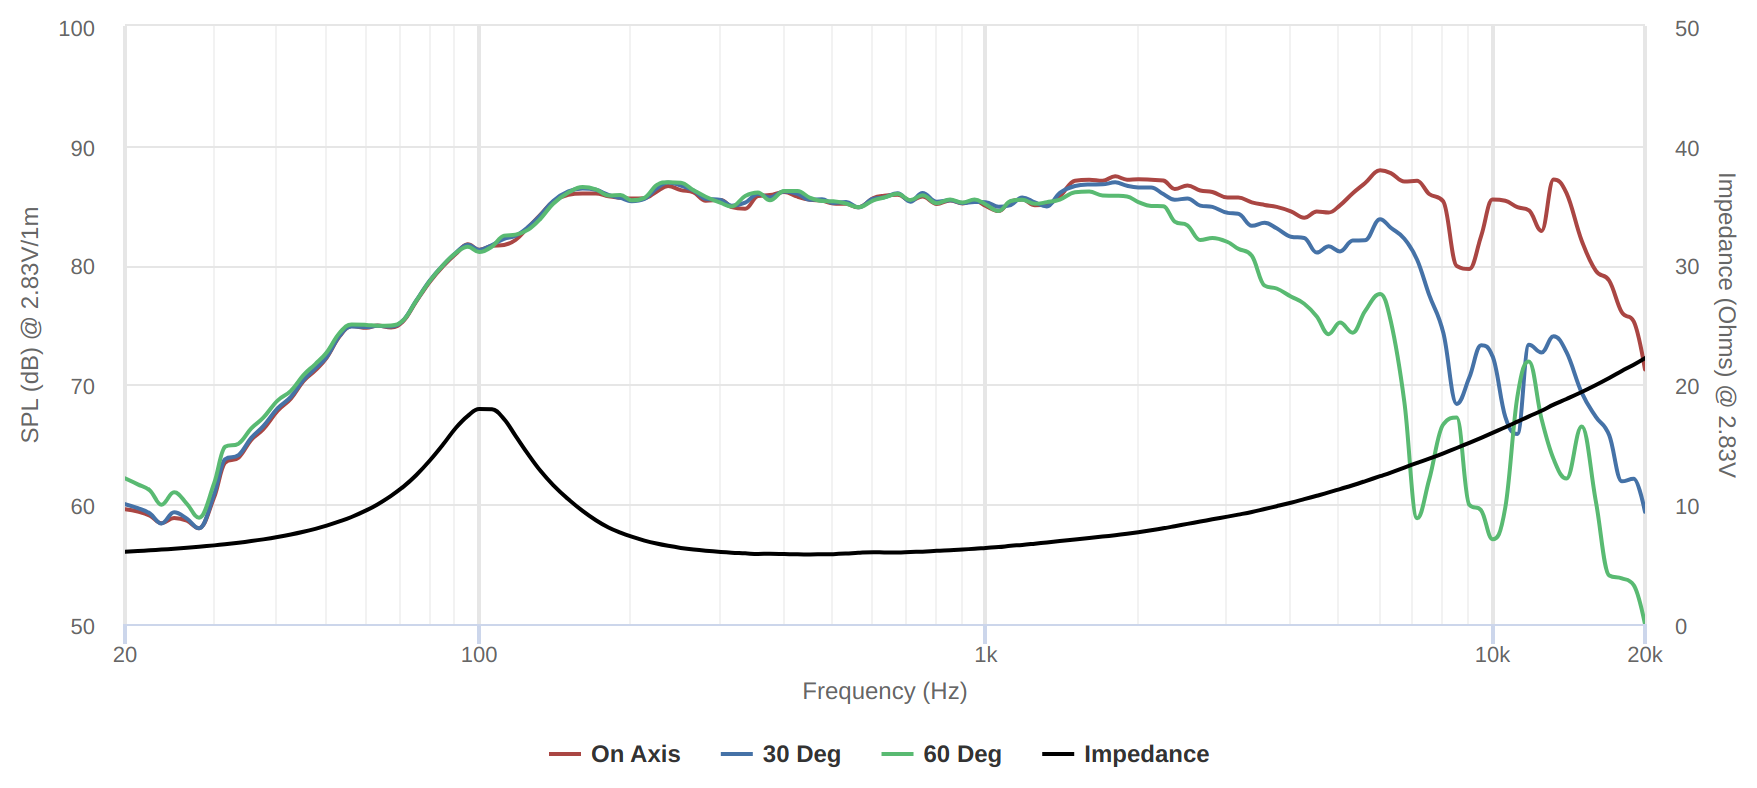 100
90
80
70
60
50
50
40
30
20
10
0
SPL (dB) @ 2.83V/1m
Impedance (Ohms) @ 2.83V
20
100
1k
10k
20k
Frequency (Hz)
On Axis
30 Deg
60 Deg
Impedance